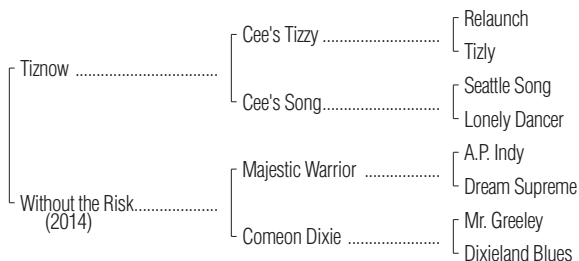 Relaunch
Cee's Tizzy ..............................
Tizly
Tiznow ....................................
Seattle Song
Cee's Song..............................
Lonely Dancer
A.P. Indy
Majestic Warrior ...................
Dream Supreme
Without the Risk.....................
(2014)
Mr. Greeley
Comeon Dixie .......................
Dixieland Blues